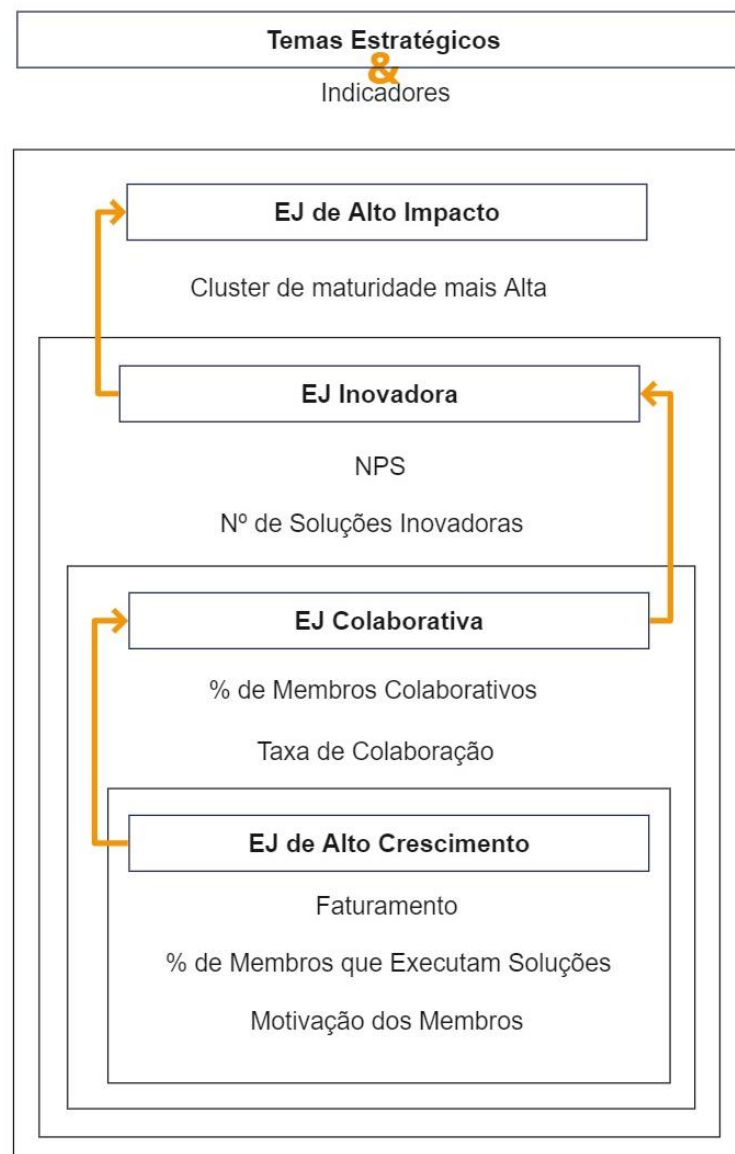 Temas Estratégicos
&
Indicadores
EJ de Alto Impacto
Cluster de maturidade mais Alta
EJ Inovadora
NPS
Nº de Soluções Inovadoras
EJ Colaborativa
% de Membros Colaborativos
Taxa de Colaboração
EJ de Alto Crescimento
Faturamento
% de Membros que Executam Soluções
Motivação dos Membros